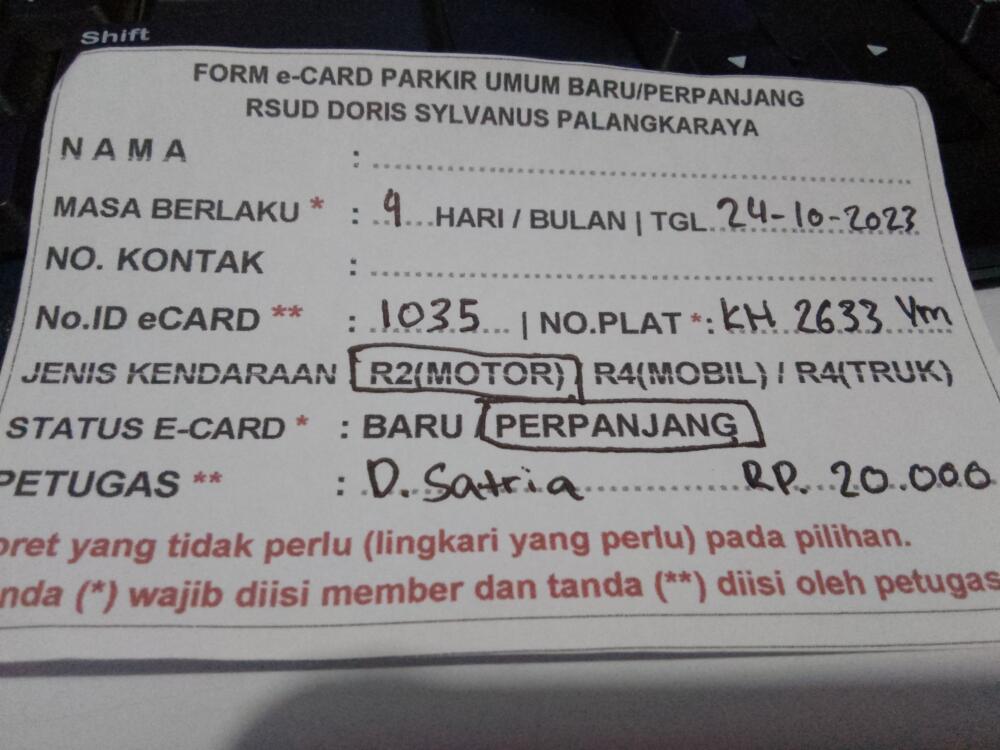 Shift
FORM e-CARD PARKIR UMUM BARU/PERPANJANG
RSUD DORIS SYLVANUS PALANGKARAYA
N A M A :
MASA BERLAKU * : 9 HARI / BULAN | TGL. 24-10-2023
NO. KONTAK :
No.ID eCARD ** : 1035 | NO.PLAT *: KH 2633 Ym
JENIS KENDARAAN R2(MOTOR) R4(MOBIL) / R4(TRUK)
STATUS E-CARD * : BARU / PERPANJANG
PETUGAS ** : D. Satria RP. 20.000
oret yang tidak perlu (lingkari yang perlu) pada pilihan.
nda (*) wajib diisi member dan tanda (**) diisi oleh petugas